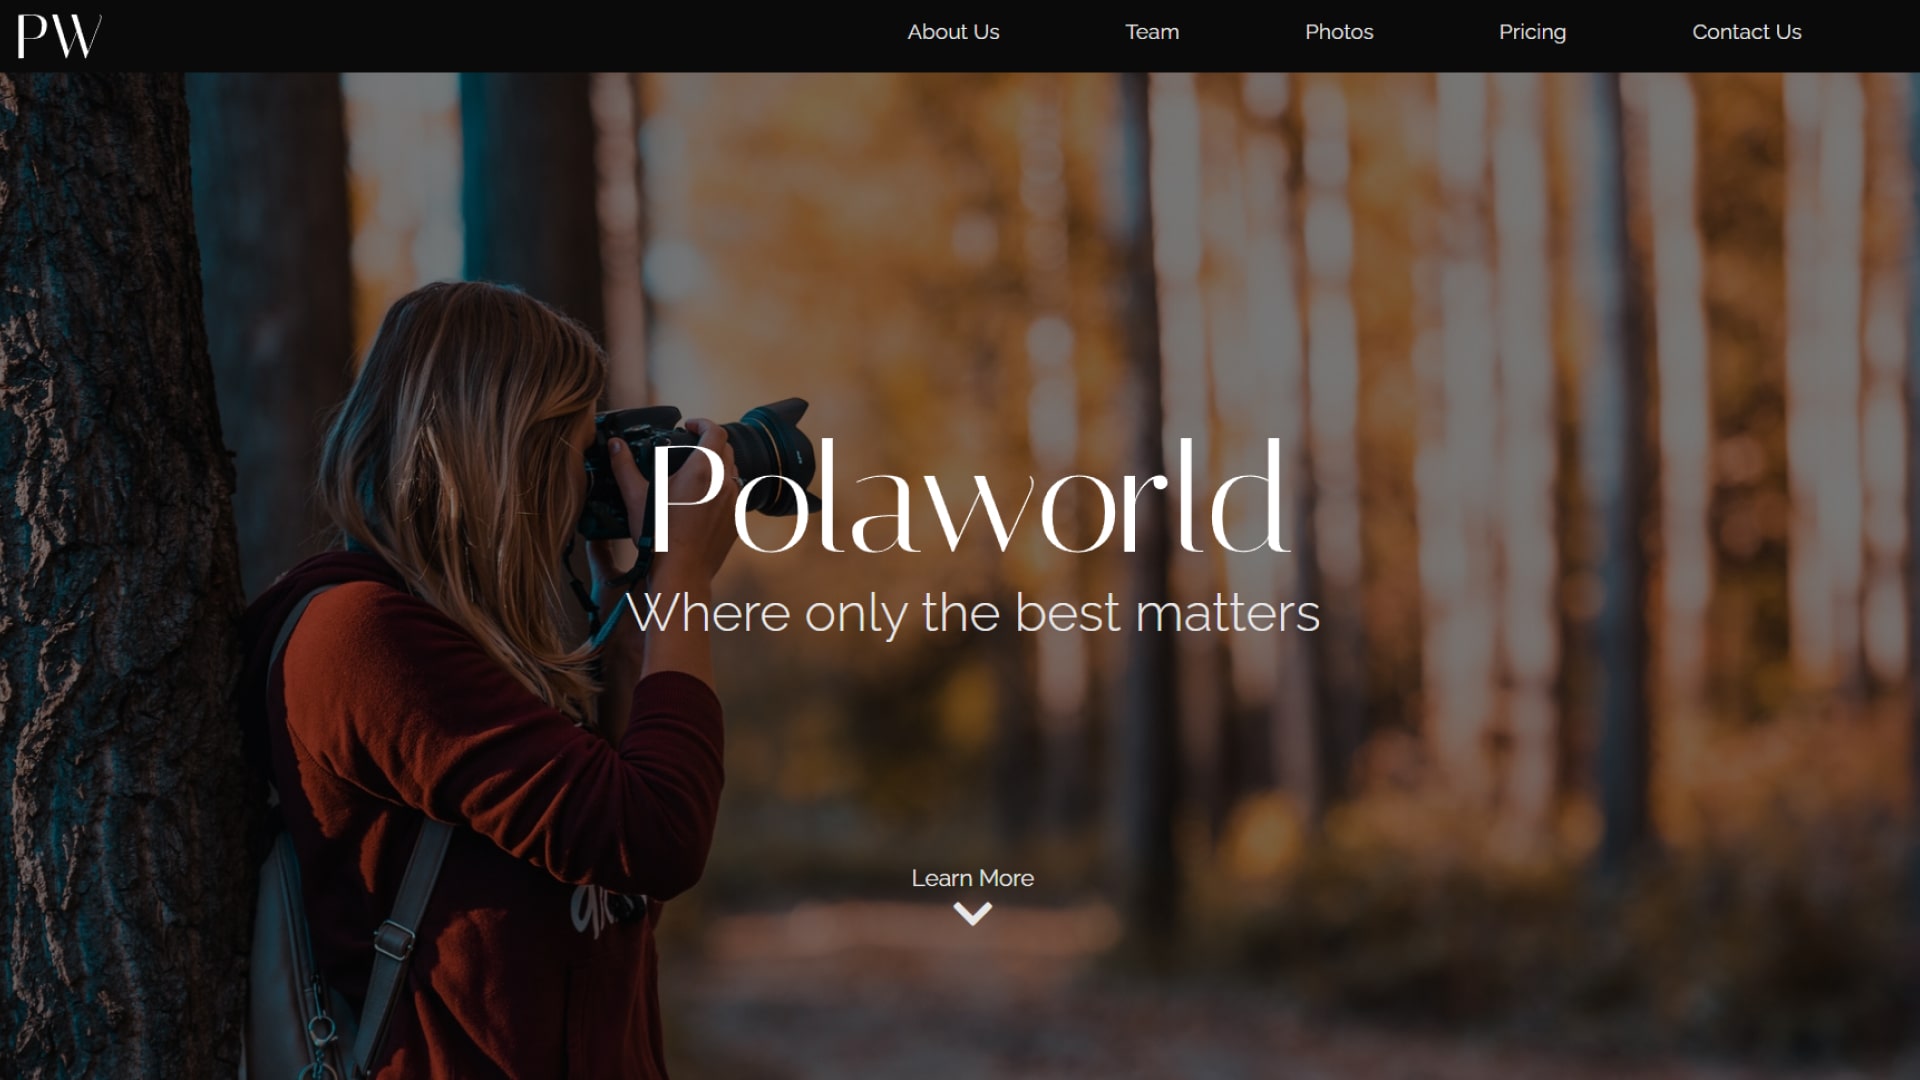 PW
About Us
Team
Photos
Pricing
Contact Us
Polaworld
Where only the best matters
Learn More